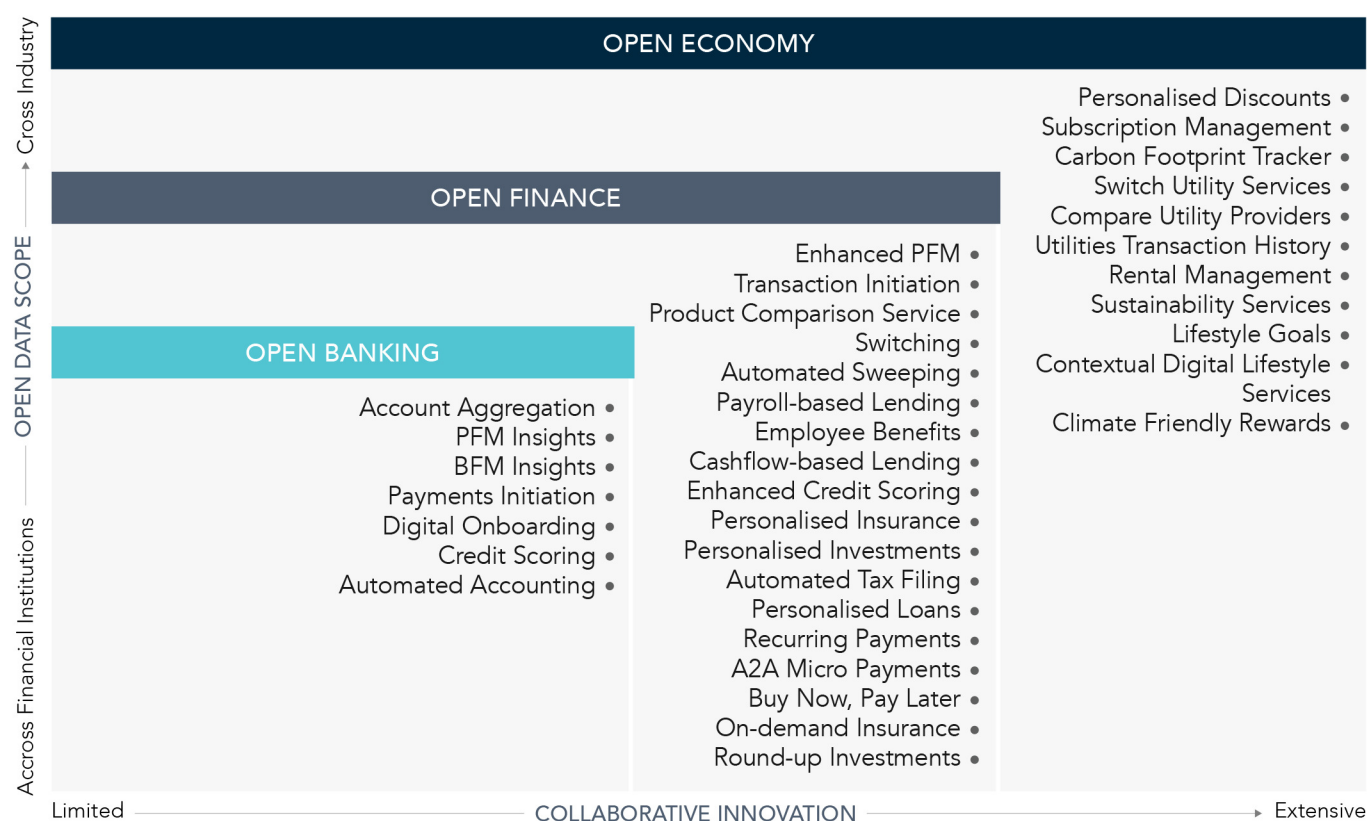 OPEN ECONOMY
Personalised Discounts
Subscription Management
Carbon Footprint Tracker
Switch Utility Services
Compare Utility Providers
Utilities Transaction History
Rental Management
Sustainability Services
Lifestyle Goals
Contextual Digital Lifestyle
Services
Climate Friendly Rewards
OPEN FINANCE
Enhanced PFM
Transaction Initiation
Product Comparison Service
Switching
Automated Sweeping
Payroll-based Lending
Employee Benefits
Cashflow-based Lending
Enhanced Credit Scoring
Personalised Insurance
Personalised Investments
Automated Tax Filing
Personalised Loans
Recurring Payments
A2A Micro Payments
Buy Now, Pay Later
On-demand Insurance
Round-up Investments
OPEN BANKING
Account Aggregation
PFM Insights
BFM Insights
Payments Initiation
Digital Onboarding
Credit Scoring
Automated Accounting
Cross Industry
OPEN DATA SCOPE
Accross Financial Institutions
Limited
COLLABORATIVE INNOVATION
Extensive